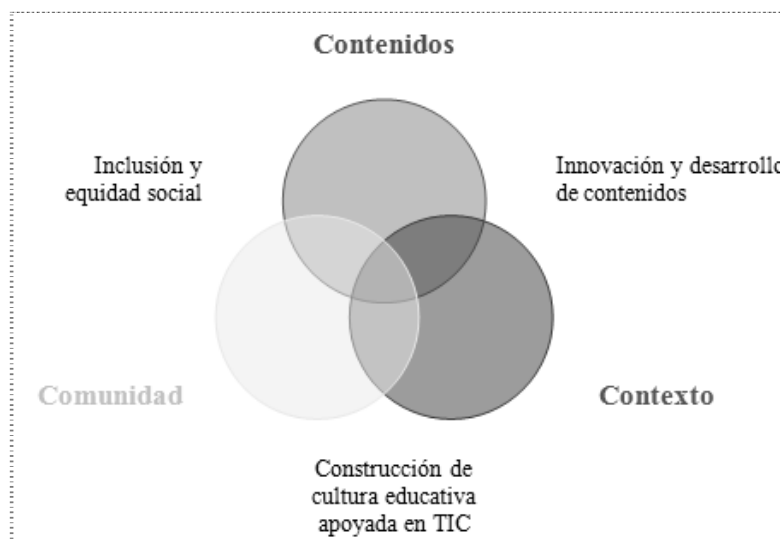 Contenidos
Inclusión y
equidad social
Innovación y desarrollo
de contenidos
Comunidad
Contexto
Construcción de
cultura educativa
apoyada en TIC